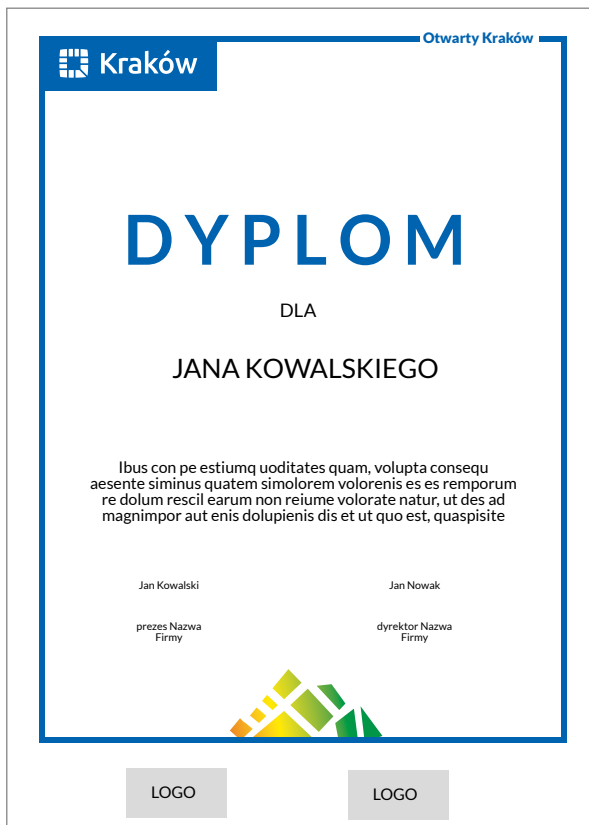 Otwarty Kraków
Kraków
DYPLOM
DLA
JANA KOWALSKIEGO
Ibus con pe estiumq uoditates quam, volupta consequ
aesente siminus quatem simolorem volorenis es es remporum
re dolum rescil earum non reiume volorate natur, ut des ad
magnimpor aut enis dolupienis dis et ut quo est, quaspisite
Jan Kowalski
prezes Nazwa
Firmy
Jan Nowak
dyrektor Nazwa
Firmy
LOGO
LOGO